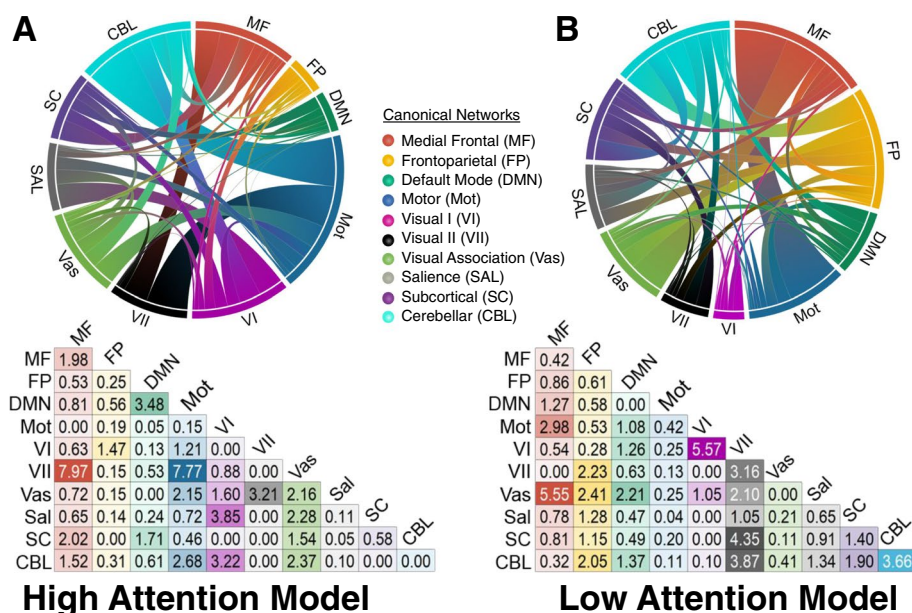 A
CBL
MF
FP
DMN
Mot
VI
VII
Vas
SAL
SC
Canonical Networks
Medial Frontal (MF)
Frontoparietal (FP)
Default Mode (DMN)
Motor (Mot)
Visual I (VI)
Visual II (VII)
Visual Association (Vas)
Salience (SAL)
Subcortical (SC)
Cerebellar (CBL)
B
CBL
MF
FP
DMN
Mot
VI
VII
Vas
SAL
SC
MF FP DMN Mot VI VII Vas Sal SC CBL
MF 1.98
FP 0.53 0.25
DMN 0.81 0.56 3.48
Mot 0.00 0.19 0.05 0.15
VI 0.63 1.47 0.13 1.21 0.00
VII 7.97 0.15 0.53 7.77 0.88 0.00
Vas 0.72 0.15 0.00 2.15 1.60 3.21 2.16
Sal 0.65 0.14 0.24 0.72 3.85 0.00 2.28 0.11
SC 2.02 0.00 1.71 0.46 0.00 0.00 1.54 0.05 0.58
CBL 1.52 0.31 0.61 2.68 3.22 0.00 2.37 0.10 0.00 0.00
High Attention Model
MF FP DMN Mot VI VII Vas Sal SC CBL
MF 0.42
FP 0.86 0.61
DMN 1.27 0.58 0.00
Mot 2.98 0.53 1.08 0.42
VI 0.54 0.28 1.26 0.25 5.57
VII 0.00 2.23 0.63 0.13 0.00 3.16
Vas 5.55 2.41 2.21 0.25 1.05 2.10 0.00
Sal 0.78 1.28 0.47 0.04 0.00 1.05 0.21 0.65
SC 0.81 1.15 0.49 0.20 0.00 4.35 0.11 0.91 1.40
CBL 0.32 2.05 1.37 0.11 0.10 3.87 0.41 1.34 1.90 3.66
Low Attention Model